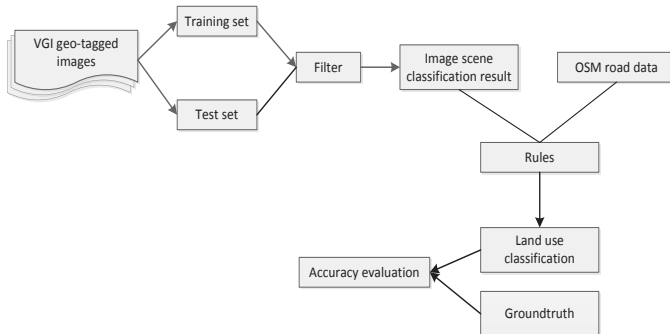 Training set
VGI geo-tagged
images
Filter
Image scene
classification result
OSM road data
Test set
Rules
Land use
classification
Accuracy evaluation
Groundtruth